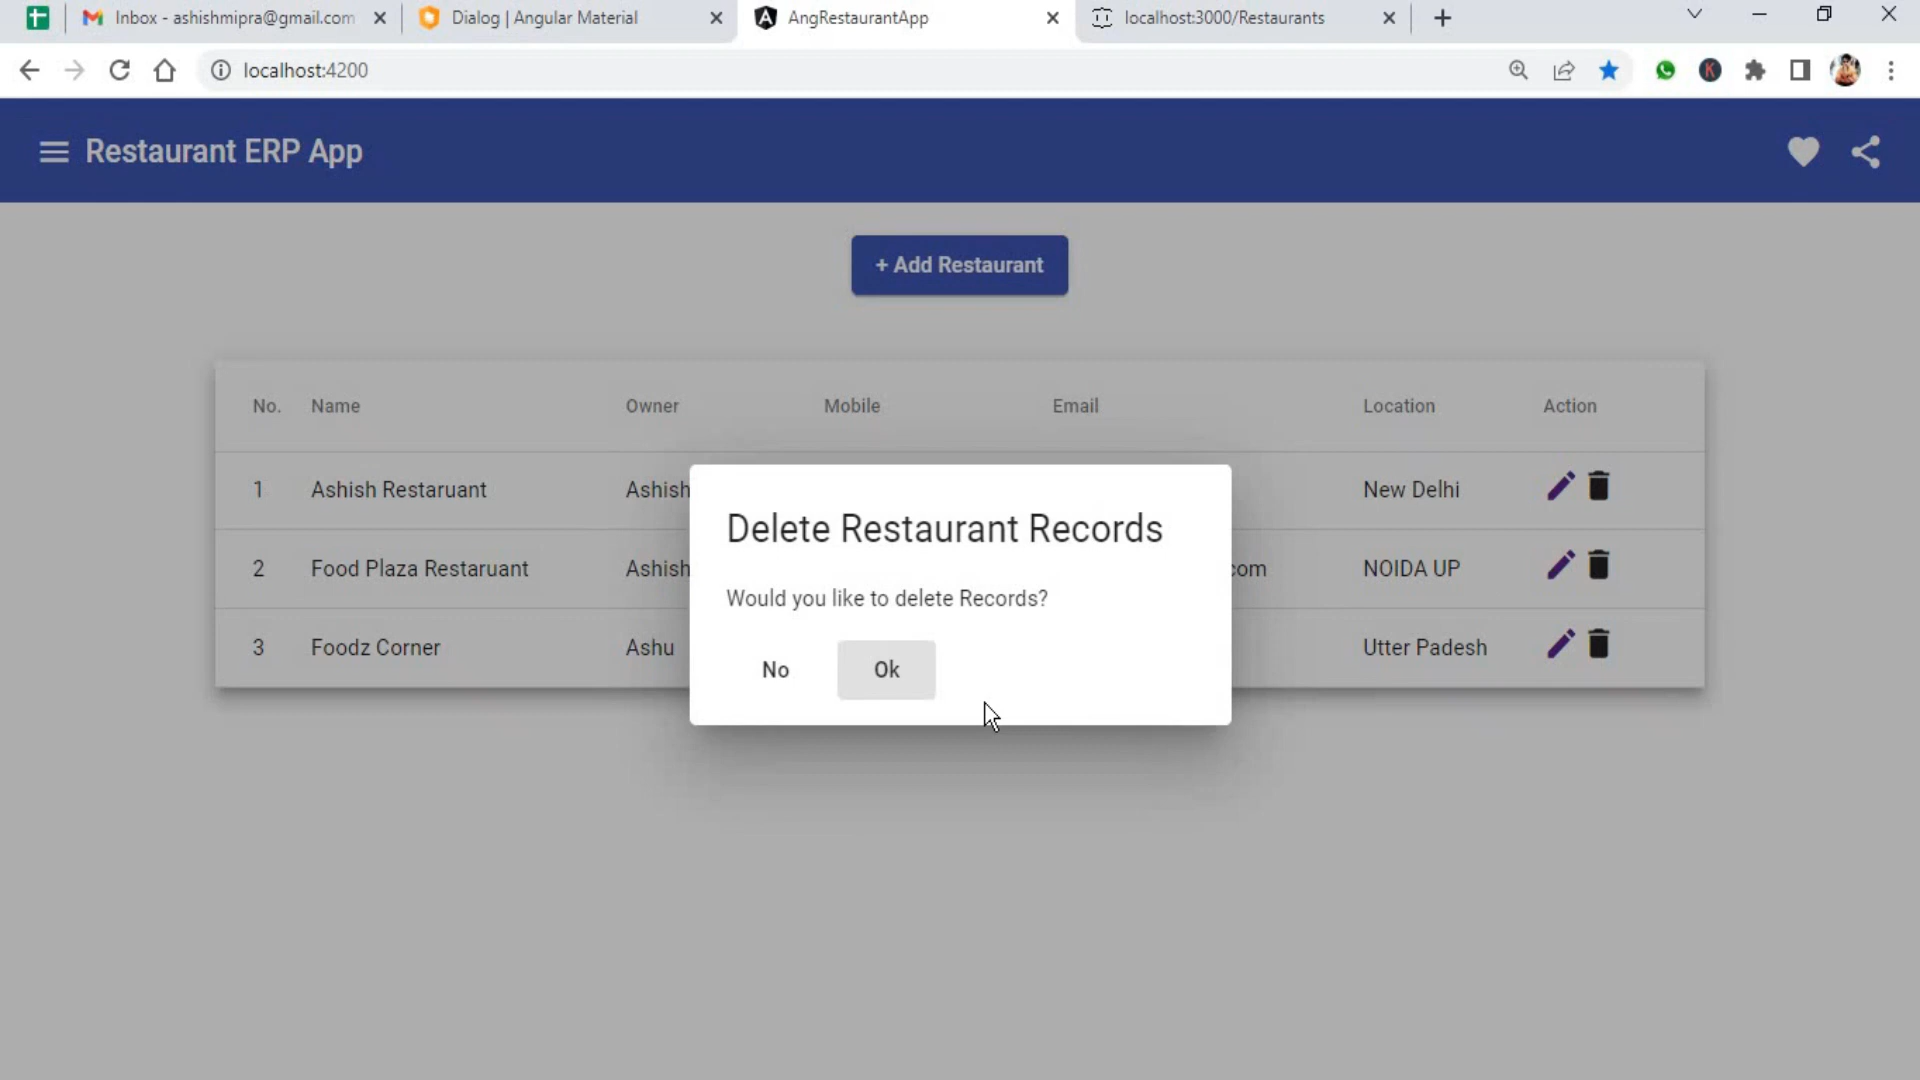 Inbox - ashishmipra@gmail.com
Dialog | Angular Material
AngRestaurantApp
localhost:3000/Restaurants
localhost:4200
K
Restaurant ERP App
+ Add Restaurant
No. Name Owner Mobile Email Location Action
1 Ashish Restaruant Ashish New Delhi
2 Food Plaza Restaruant Ashish com NOIDA UP
3 Foodz Corner Ashu Utter Padesh
Delete Restaurant Records
Would you like to delete Records?
No Ok